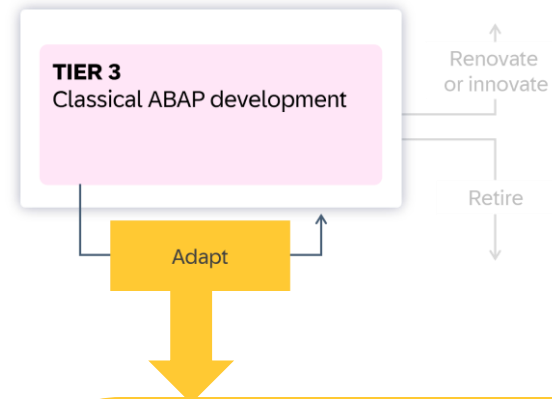 TIER 3
Classical ABAP development
Renovate
or innovate
Retire
Adapt